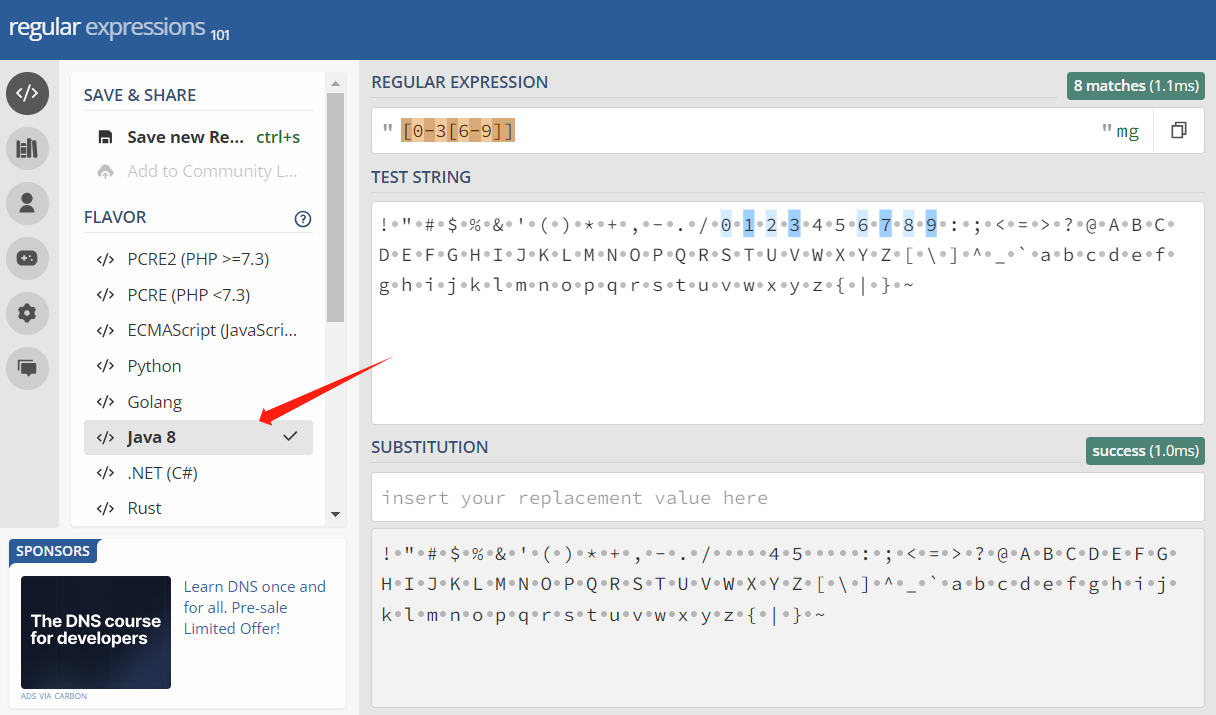 regular expressions 101
SAVE & SHARE
Save new Re... ctrl+s
Add to Community L...
FLAVOR
PCRE2 (PHP >=7.3)
PCRE (PHP <7.3)
ECMAScript (JavaScri...
Python
Golang
Java 8
.NET (C#)
Rust
SPONSORS
The DNS course
for developers
Learn DNS once and
for all. Pre-sale
Limited Offer!
ADS VIA CARBON
REGULAR EXPRESSION
8 matches (1.1ms)
" [0-3[6-9]] " mg
TEST STRING
!•"•#•$•%•&•'•(•)•*•+•,•-•.•/•0•1•2•3•4•5•6•7•8•9•:•;•<•=•>•?•@•A•B•C•
D•E•F•G•H•I•J•K•L•M•N•O•P•Q•R•S•T•U•V•W•X•Y•Z•[•\•]•^•_•`•a•b•c•d•e•f•
g•h•i•j•k•l•m•n•o•p•q•r•s•t•u•v•w•x•y•z•{•|•}•~
SUBSTITUTION
success (1.0ms)
insert your replacement value here
!•"•#•$•%•&•'•(•)•*•+•,•-•.•/•••••4•5•••••:•;•<•=•>•?•@•A•B•C•D•E•F•G•
H•I•J•K•L•M•N•O•P•Q•R•S•T•U•V•W•X•Y•Z•[•\•]•^•_•`•a•b•c•d•e•f•g•h•i•j•
k•l•m•n•o•p•q•r•s•t•u•v•w•x•y•z•{•|•}•~